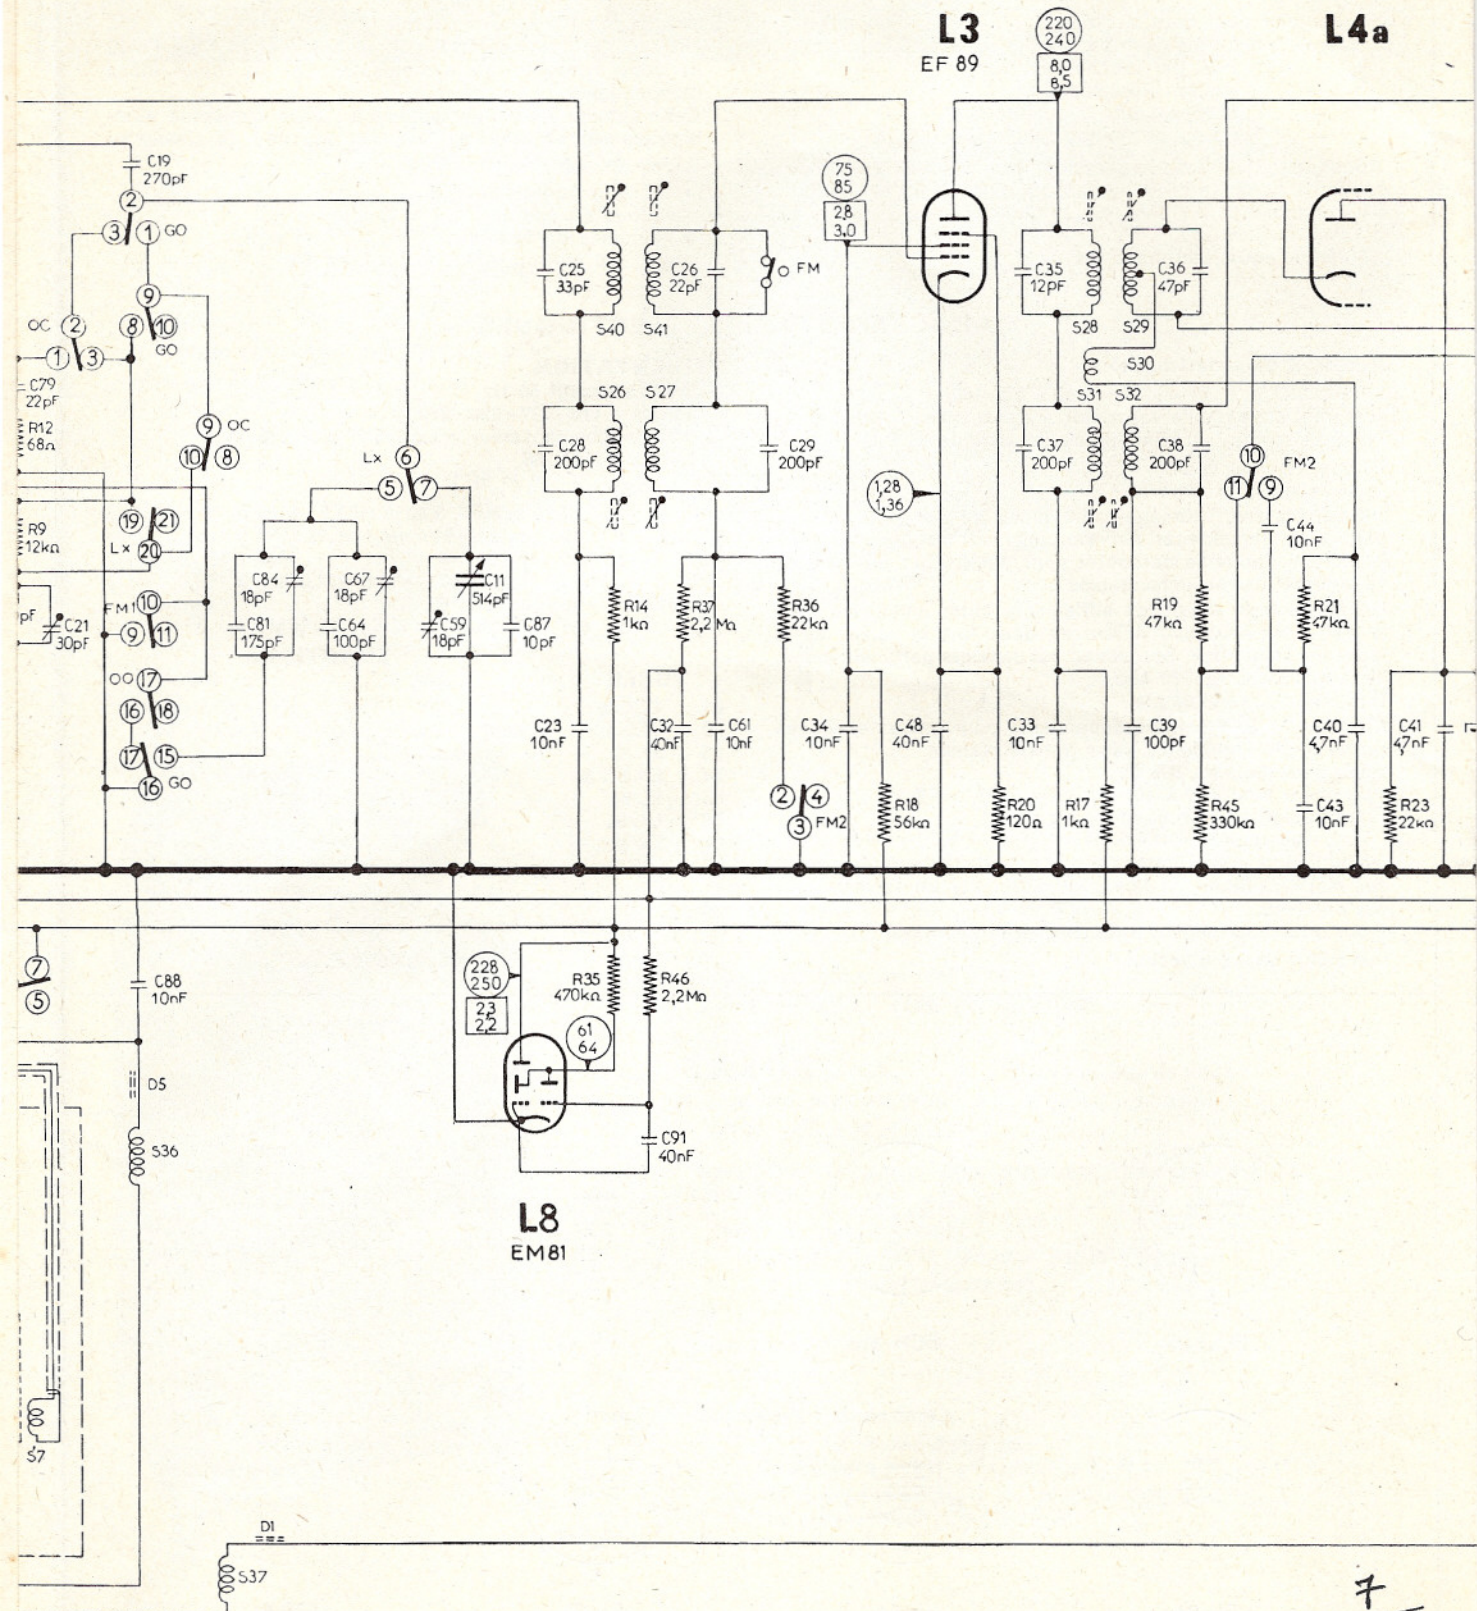 L3
EF 89
220
240
8,0
8,5
L4a
C19
270pF
2
3
1
GO
75
85
2,8
3,0
C25
33pF
C26
22pF
FM
C35
12pF
C36
47pF
9
OC
2
8
10
GO
1
3
S40
S41
S28
S29
S30
C79
22pF
R12
68Ω
S26
S27
S31
S32
9
OC
10
8
Lx
6
5
7
C28
200pF
C29
200pF
C37
200pF
C38
200pF
10
FM2
11
9
1,28
1,36
C44
10nF
19
21
Lx
20
R9
12kΩ
C84
18pF
C67
18pF
C11
514pF
R14
1kΩ
R37
2,2MΩ
R36
22kΩ
R19
47kΩ
R21
47kΩ
FM1
10
9
11
pF
C21
30pF
C81
175pF
C64
100pF
C59
18pF
C87
10pF
OO
17
16
18
17
15
16
GO
C23
10nF
C32
40nF
C61
10nF
C34
10nF
C48
40nF
C33
10nF
C39
100pF
C40
4,7nF
C41
47nF
2
4
3
FM2
R18
56kΩ
R20
120Ω
R17
1kΩ
R45
330kΩ
C43
10nF
R23
22kΩ
7
5
C88
10nF
228
250
2,3
2,2
R35
470kΩ
R46
2,2MΩ
61
64
D5
S36
C91
40nF
L8
EM81
S7
D1
S37
7